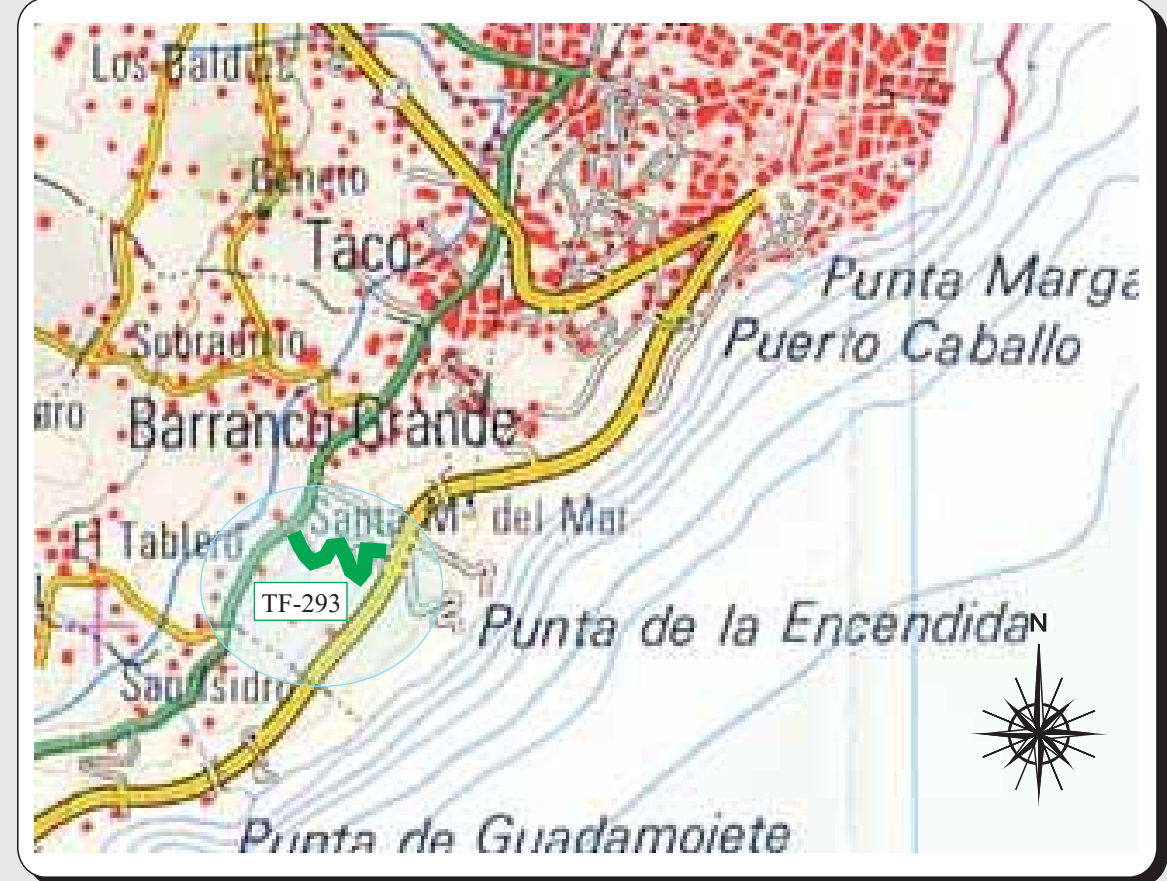 Los Baldíos
Geneto
Taco
Punta Marga
Sobradillo
Puerto Caballo
Barranco Grande
Santa Mª del Mar
El Tablero
TF-293
Punta de la Encendida
N
San Isidro
Punta de Guadamojete